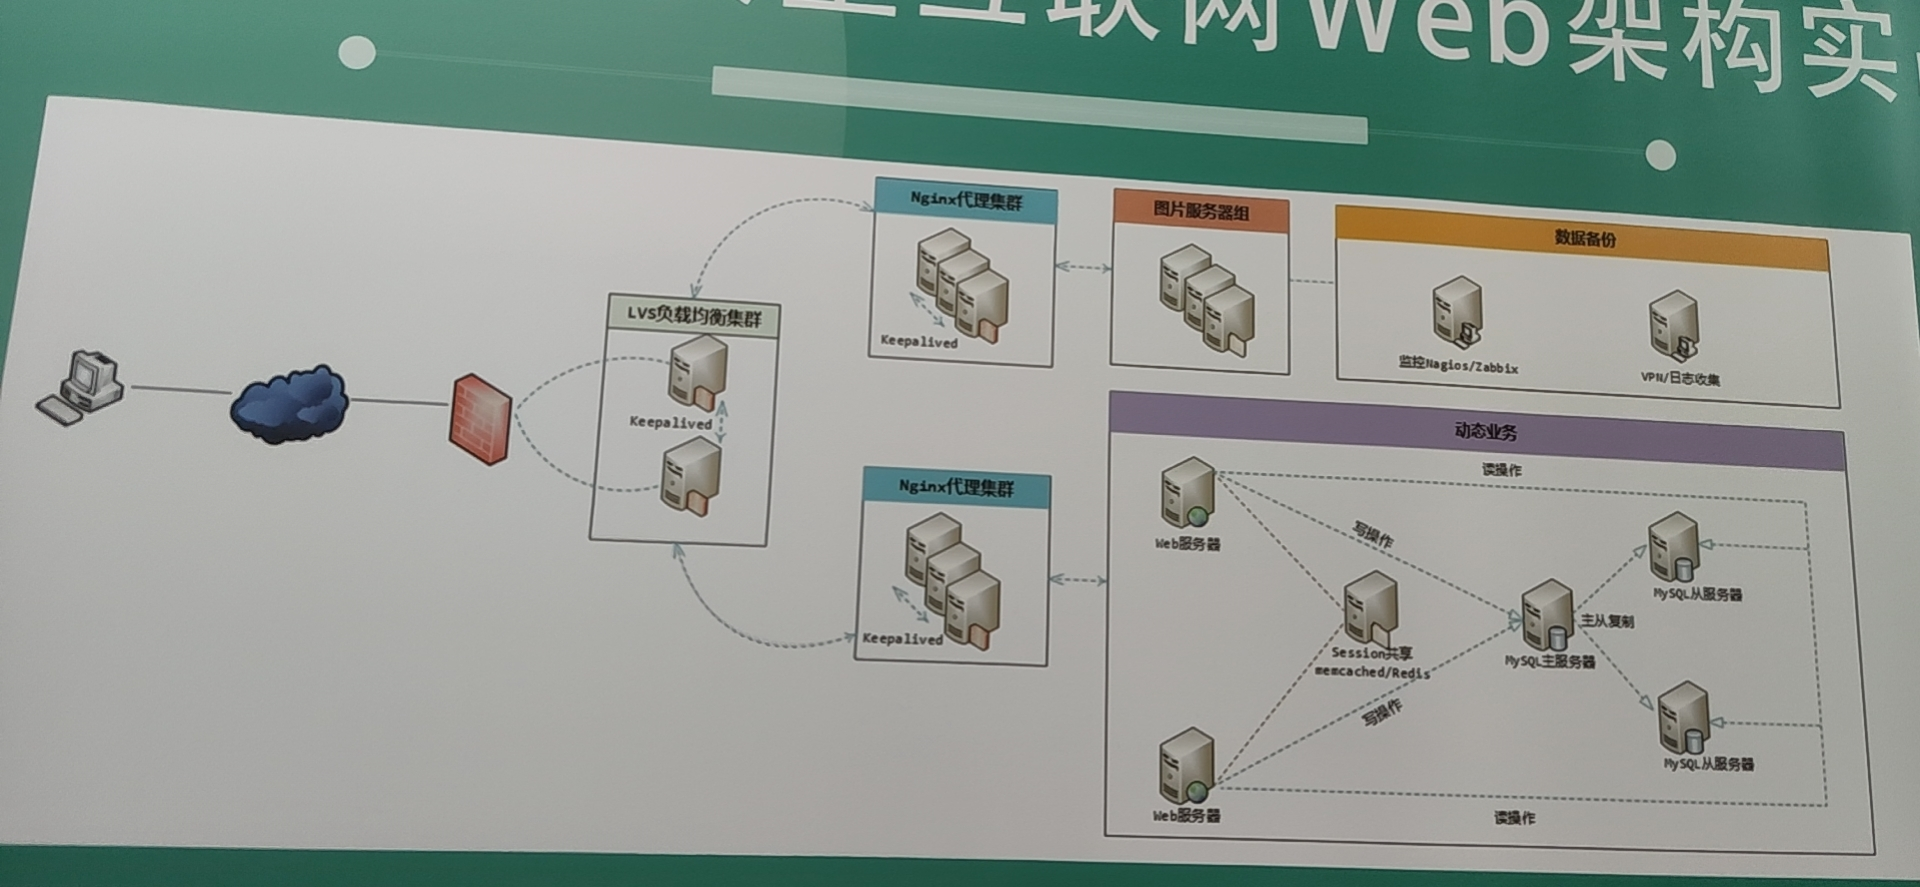 互联网Web架构实
Nginx代理集群
Keepalived
图片服务器组
数据备份
监控Nagios/Zabbix
VPN/日志收集
LVS负载均衡集群
Keepalived
Nginx代理集群
Keepalived
动态业务
读操作
Web服务器
写操作
MySQL从服务器
Session共享
memcached/Redis
主从复制
MySQL主服务器
写操作
MySQL从服务器
Web服务器
读操作